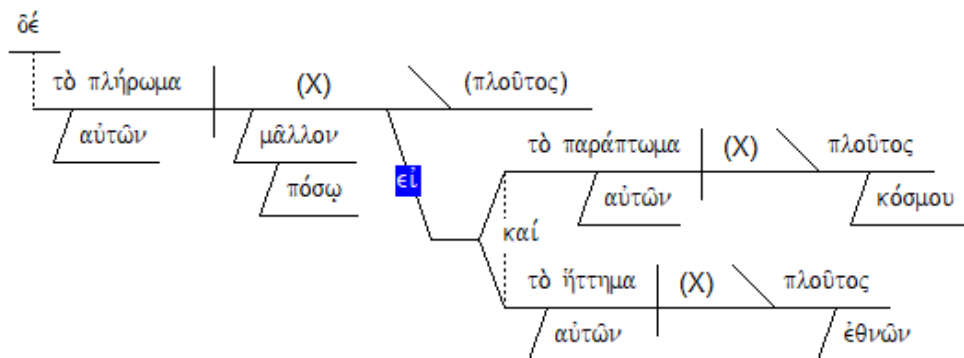 δέ
τὸ πλήρωμα (X) (πλοῦτος)
αὐτῶν μᾶλλον
πόσῳ
εἰ
τὸ παράπτωμα (X) πλοῦτος
αὐτῶν κόσμου
καί
τὸ ἥττημα (X) πλοῦτος
αὐτῶν ἐθνῶν